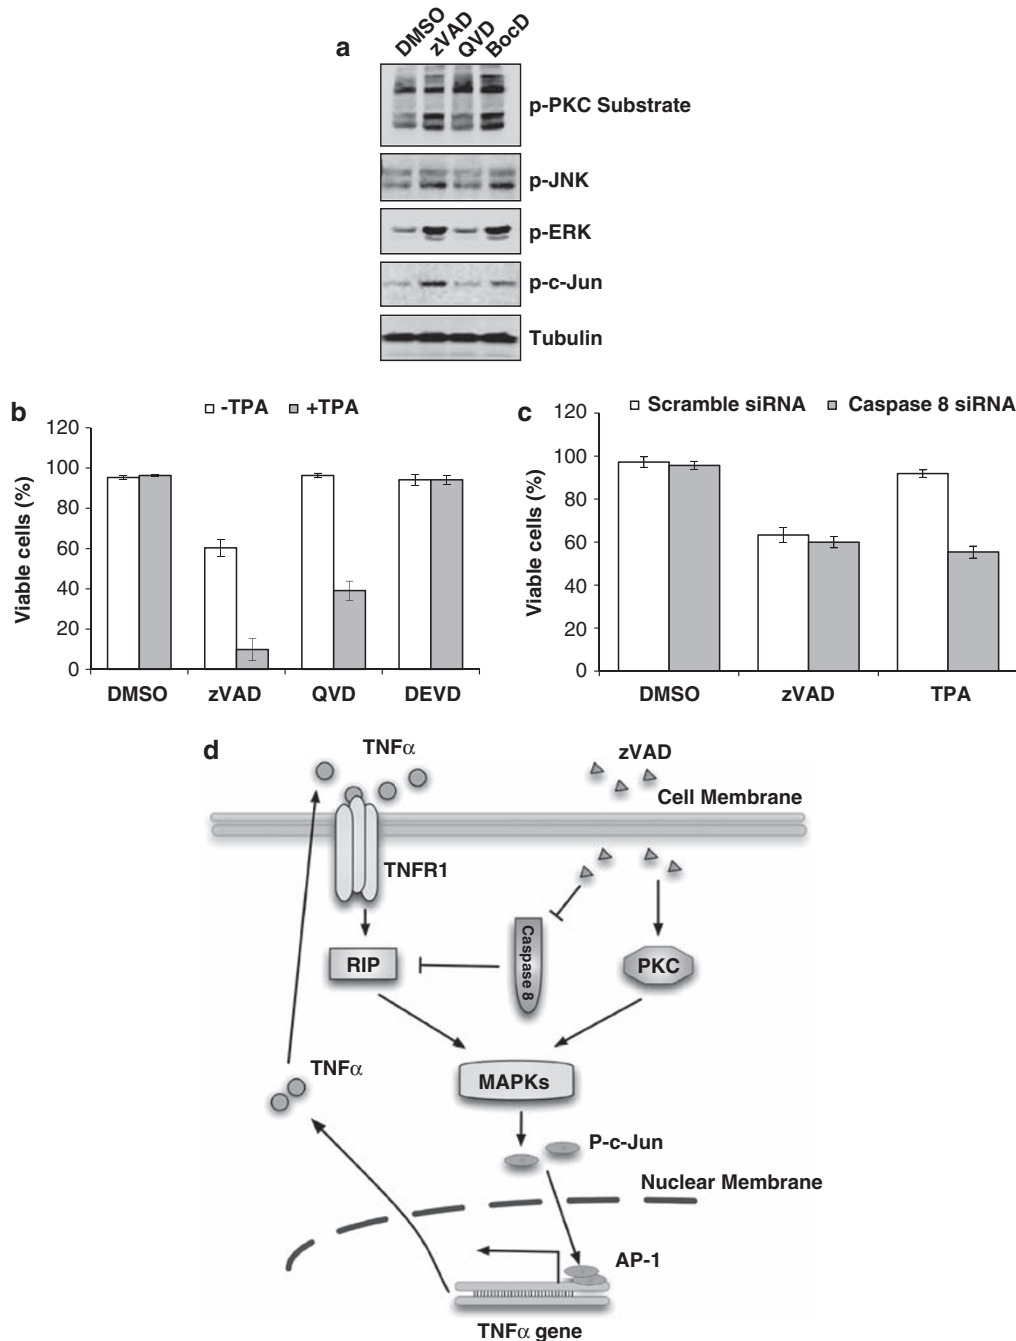 a
DMSO zVAD QVD BocD
p-PKC Substrate
p-JNK
p-ERK
p-c-Jun
Tubulin
b
-TPA +TPA
Viable cells (%)
120
100
80
60
40
20
0
DMSO zVAD QVD DEVD
c
Scramble siRNA Caspase 8 siRNA
Viable cells (%)
120
100
80
60
40
20
0
DMSO zVAD TPA
d
TNFα
zVAD
Cell Membrane
TNFR1
RIP
Caspase 8
PKC
TNFα
MAPKs
P-c-Jun
Nuclear Membrane
AP-1
TNFα gene